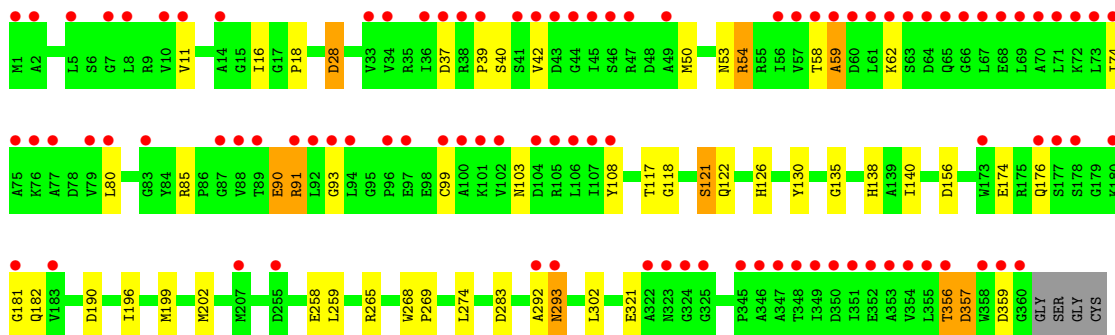 M1 A2 L5 S6 G7 L8 R9 V10 V11 A14 G15 I16 G17 P18 D28 V33 V34 R35 I36 D37 R38 P39 S40 S41 V42 D43 G44 I45 S46 R47 D48 A49 M50 N53 R54 R55 I56 V57 T58 A59 D60 L61 K62 S63 D64 Q65 G66 L67 E68 L69 A70 L71 K72 L73
A75 K76 A77 D78 V79 L80 G83 Y84 R85 P86 G87 V88 T89 E90 R91 L92 G93 L94 G95 P96 E97 E98 C99 A100 K101 V102 N103 D104 R105 L106 I107 Y108 T117 G118 S121 Q122 H126 Y130 G135 H138 A139 I140 D156 W173 E174 R175 Q176 S177 S178 G179 K180
G181 Q182 V183 D190 I196 M199 M202 M207 D255 E258 L259 R265 W268 P269 L274 D283 A292 N293 L302 E321 A322 N323 G324 G325 P345 A346 A347 T348 I349 D350 I351 E352 A353 V354 L355 T356 D357 W358 D359 G360 GLY SER GLY CYS